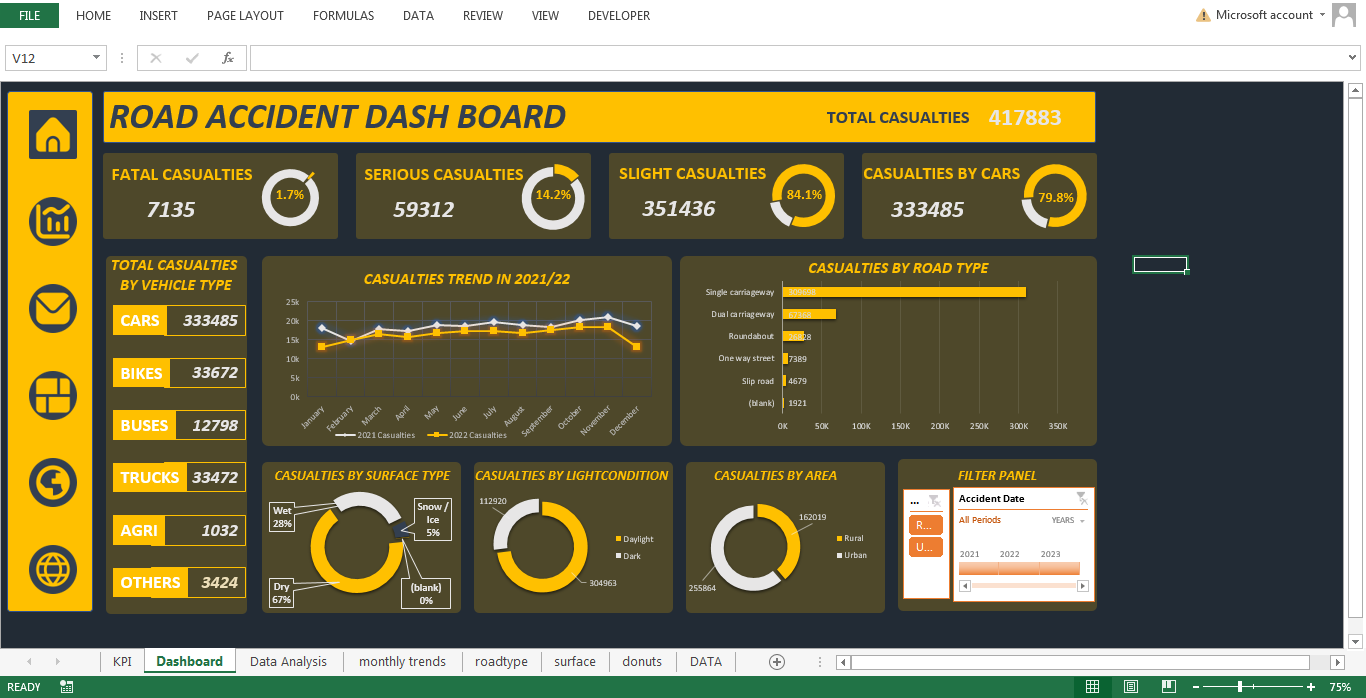 FILE HOME INSERT PAGE LAYOUT FORMULAS DATA REVIEW VIEW DEVELOPER Microsoft account
V12 fx
ROAD ACCIDENT DASH BOARD
TOTAL CASUALTIES 417883
FATAL CASUALTIES
7135
1.7%
SERIOUS CASUALTIES
59312
14.2%
SLIGHT CASUALTIES
351436
84.1%
CASUALTIES BY CARS
333485
79.8%
TOTAL CASUALTIES
BY VEHICLE TYPE
CARS 333485
BIKES 33672
BUSES 12798
TRUCKS 33472
AGRI 1032
OTHERS 3424
CASUALTIES TREND IN 2021/22
25k
20k
15k
10k
5k
0k
January February March April May June July August September October November December
2021 Casualties 2022 Casualties
CASUALTIES BY ROAD TYPE
Single carriageway
Dual carriageway
Roundabout
One way street 7389
Slip road 4679
(blank) 1921
0K 50K 100K 150K 200K 250K 300K 350K
CASUALTIES BY SURFACE TYPE
Wet
28%
Snow /
Ice
5%
Dry
67%
(blank)
0%
CASUALTIES BY LIGHTCONDITION
112920
304963
Daylight
Dark
CASUALTIES BY AREA
162019
255864
Rural
Urban
FILTER PANEL
...
R...
U...
Accident Date
All Periods YEARS
2021 2022 2023
KPI Dashboard Data Analysis monthly trends roadtype surface donuts DATA
READY 75%